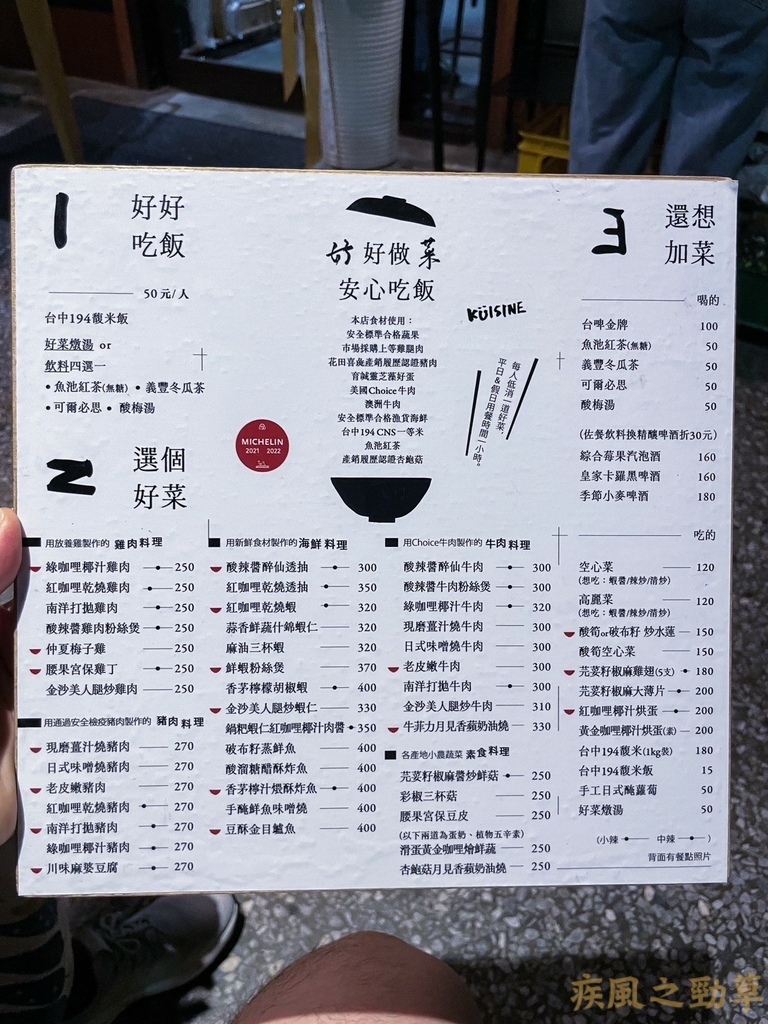 1
好好
吃飯
50元/人
台中194馥米飯
好菜燉湯 or
飲料四選一
• 魚池紅茶(無糖) • 義豐冬瓜茶
• 可爾必思 • 酸梅湯
2
選個
好菜
好好做菜
安心吃飯
本店食材使用：
安全標準合格蔬果
市場採購上等雞腿肉
花田喜彘產銷履歷認證豬肉
育誠靈芝藻好蛋
美國Choice牛肉
澳洲牛肉
安全標準合格漁貨海鮮
台中194 CNS一等米
魚池紅茶
產銷履歷認證杏鮑菇
MICHELIN
2021 2022
KÜISINE
每人低消一道好菜，
平日&假日用餐時間一小時。
3
還想
加菜
喝的
台啤金牌 100
魚池紅茶(無糖) 50
義豐冬瓜茶 50
可爾必思 50
酸梅湯 50
(佐餐飲料換精釀啤酒折30元)
綜合莓果汽泡酒 160
皇家卡羅黑啤酒 160
季節小麥啤酒 180
吃的
空心菜 120
(想吃：蝦醬/辣炒/清炒)
高麗菜 120
(想吃：蝦醬/辣炒/清炒)
酸筍or破布籽 炒水蓮 150
酸筍空心菜 150
芫荽籽椒麻雞翅(5支) 180
芫荽籽椒麻大薄片 200
紅咖哩椰汁烘蛋 200
黃金咖哩椰汁烘蛋(素) 200
台中194馥米(1kg裝) 180
台中194馥米飯 15
手工日式醃蘿蔔 50
好菜燉湯 50
(小辣 中辣 )
背面有餐點照片
用放養雞製作的 雞肉料理
綠咖哩椰汁雞肉 250
紅咖哩乾燒雞肉 250
南洋打拋雞肉 250
酸辣醬雞肉粉絲煲 250
仲夏梅子雞 250
腰果宮保雞丁 250
金沙美人腿炒雞肉 250
用通過安全檢疫豬肉製作的 豬肉料理
現磨薑汁燒豬肉 270
日式味噌燒豬肉 270
老皮嫩豬肉 270
紅咖哩乾燒豬肉 270
南洋打拋豬肉 270
綠咖哩椰汁豬肉 270
川味麻婆豆腐 270
用新鮮食材製作的海鮮料理
酸辣醬醉仙透抽 300
紅咖哩乾燒透抽 350
紅咖哩乾燒蝦 320
蒜香鮮蔬什錦蝦仁 320
麻油三杯蝦 320
鮮蝦粉絲煲 370
香茅檸檬胡椒蝦 400
金沙美人腿炒蝦仁 330
鍋粑蝦仁紅咖哩椰汁肉醬 350
破布籽蒸鮮魚 400
酸溜糖醋酥炸魚 400
香茅檸汁煨酥炸魚 400
手醃鮮魚味噌燒 400
豆酥金目鱸魚 400
用Choice牛肉製作的 牛肉料理
酸辣醬醉仙牛肉 300
酸辣醬牛肉粉絲煲 300
綠咖哩椰汁牛肉 320
現磨薑汁燒牛肉 300
日式味噌燒牛肉 300
老皮嫩牛肉 300
南洋打拋牛肉 300
金沙美人腿炒牛肉 310
牛菲力月見香蒜奶油燒 330
各產地小農蔬菜 素食料理
芫荽籽椒麻醬炒鮮菇 250
彩椒三杯菇 250
腰果宮保豆皮 250
(以下兩道為蛋奶、植物五辛素)
滑蛋黃金咖哩燴鮮蔬 250
杏鮑菇月見香蒜奶油燒 250
疾風之勁草